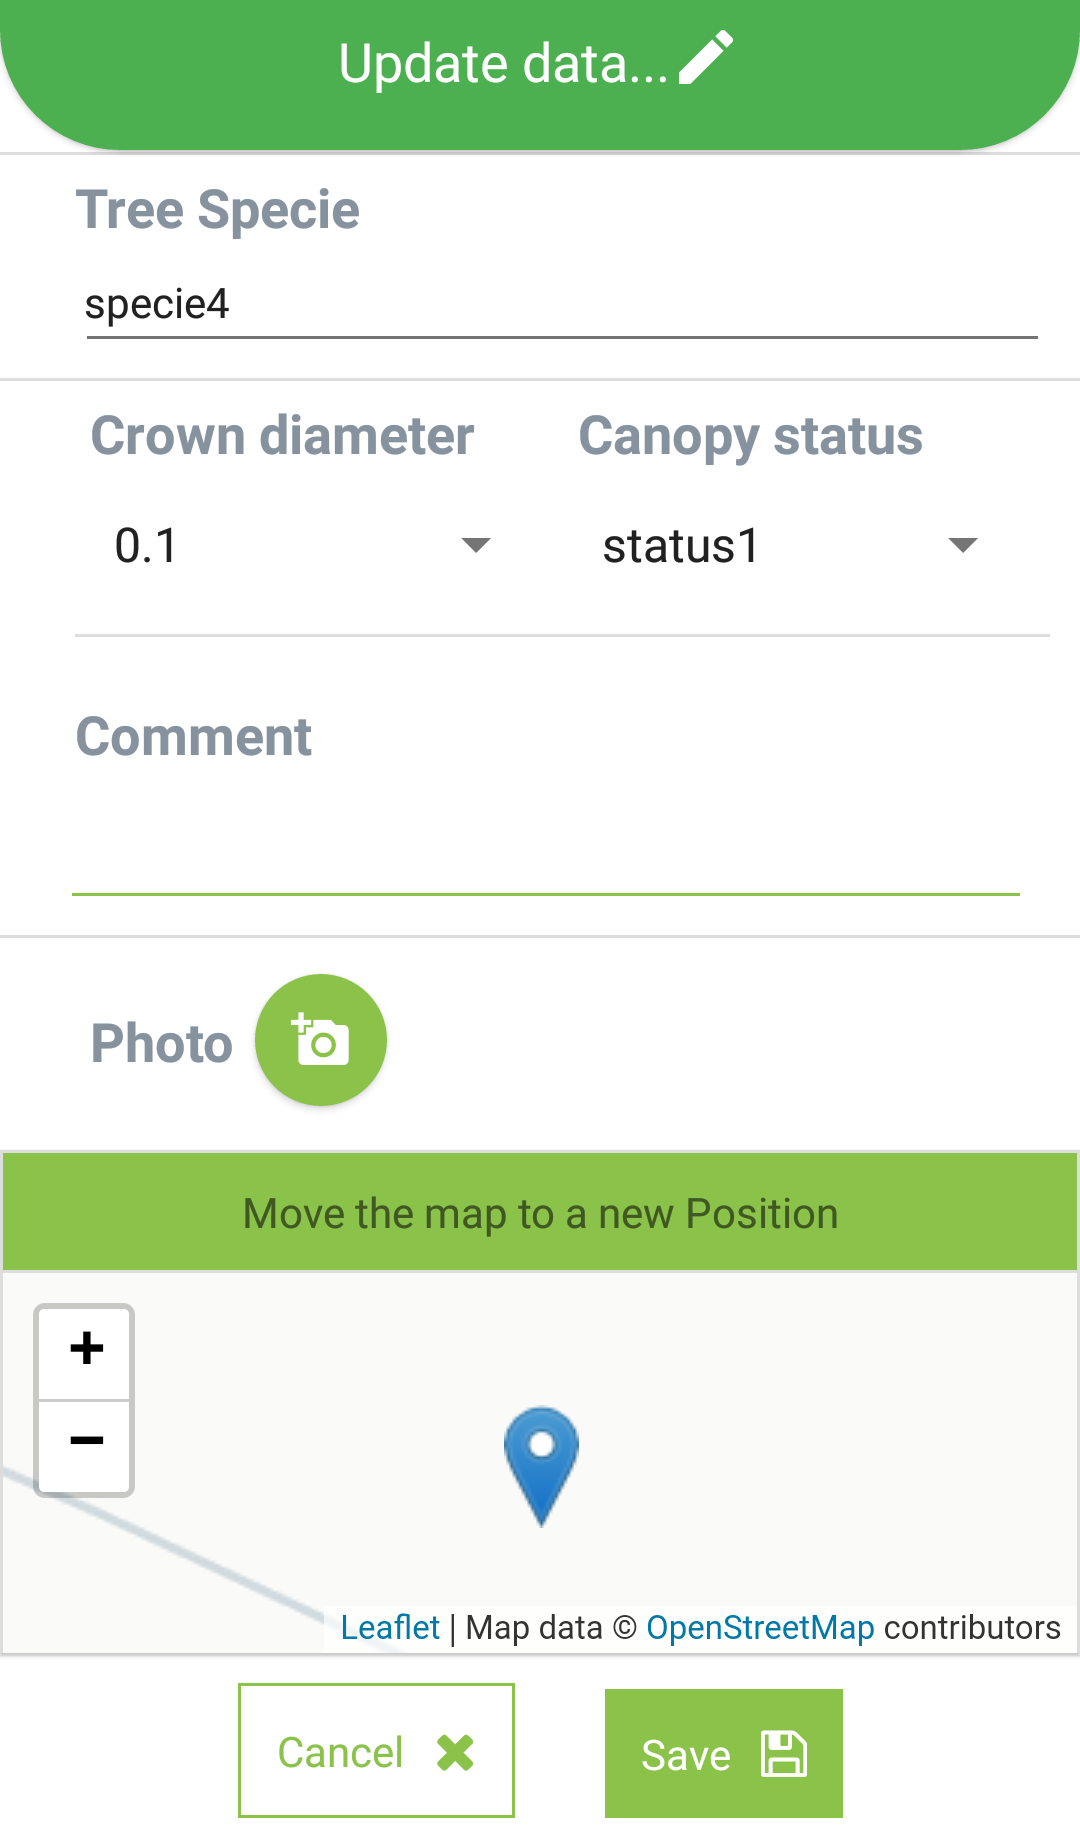 Update data...
Tree Specie
specie4
Crown diameter Canopy status
0.1 status1
Comment
Photo
Move the map to a new Position
+
−
Leaflet | Map data © OpenStreetMap contributors
Cancel Save